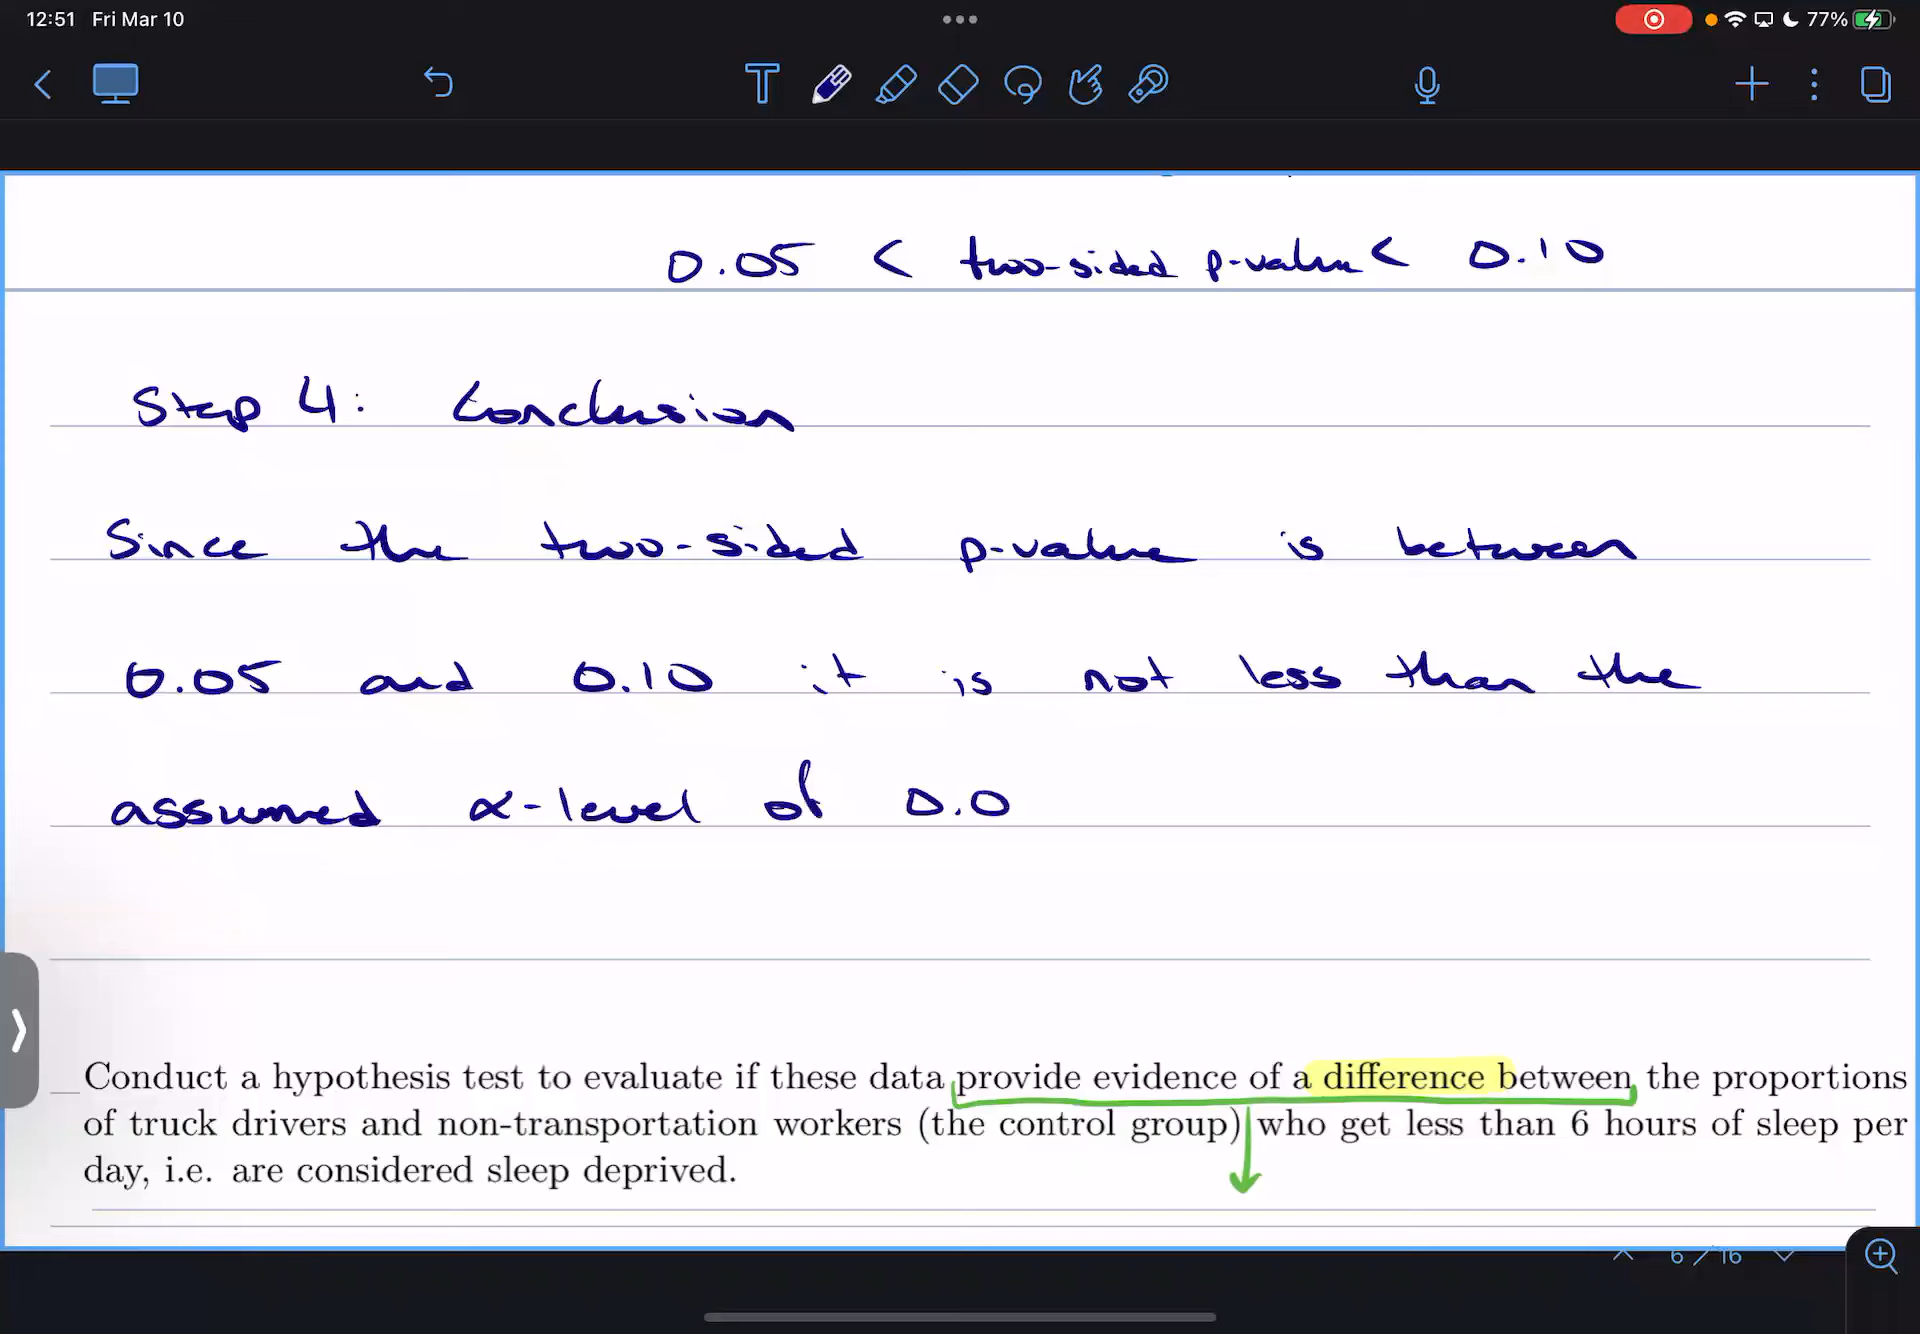 12:51 Fri Mar 10
77%
T
0.05 < two-sided p-value < 0.10
Step 4: Conclusion
Since the two-sided p-value is between
0.05 and 0.10 it is not less than the
assumed α-level of 0.0
Conduct a hypothesis test to evaluate if these data provide evidence of a difference between the proportions
of truck drivers and non-transportation workers (the control group) who get less than 6 hours of sleep per
day, i.e. are considered sleep deprived.
6 / 16